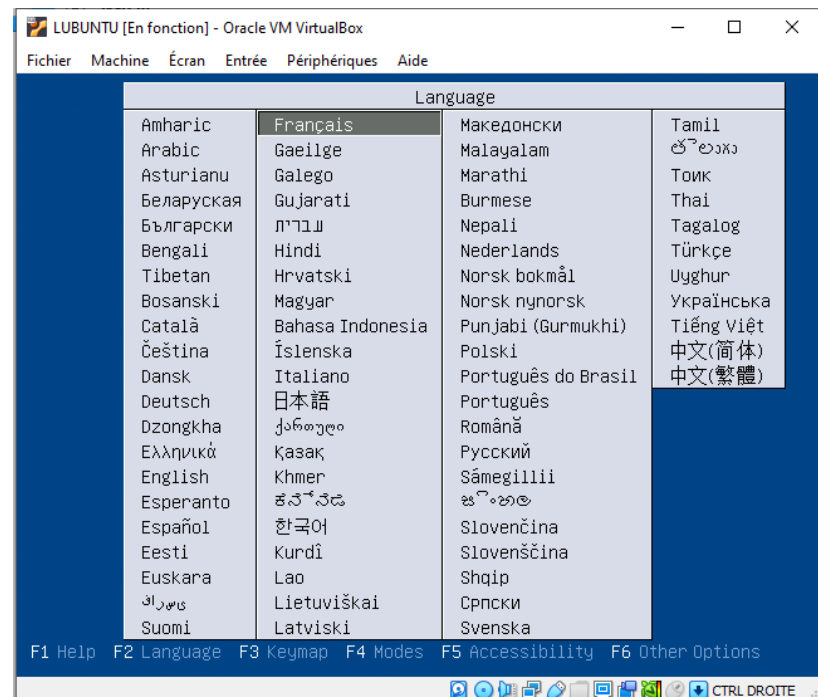 LUBUNTU [En fonction] - Oracle VM VirtualBox
Fichier Machine Écran Entrée Périphériques Aide
Language
Amharic Français Македонски Tamil
Arabic Gaeilge Malayalam
Asturianu Galego Marathi Тоик
Беларуская Gujarati Burmese Thai
Български עברית Nepali Tagalog
Bengali Hindi Nederlands Türkçe
Tibetan Hrvatski Norsk bokmål Uyghur
Bosanski Magyar Norsk nynorsk Українська
Català Bahasa Indonesia Punjabi (Gurmukhi) Tiếng Việt
Čeština Íslenska Polski 中文(简体)
Dansk Italiano Português do Brasil 中文(繁體)
Deutsch 日本語 Português
Dzongkha ქართული Română
Ελληνικά Қазақ Русский
English Khmer Sámegillii
Esperanto
Español 한국어 Slovenčina
Eesti Kurdî Slovenščina
Euskara Lao Shqip
Lietuviškai Српски
Suomi Latviski Svenska
F1 Help F2 Language F3 Keymap F4 Modes F5 Accessibility F6 Other Options
CTRL DROITE